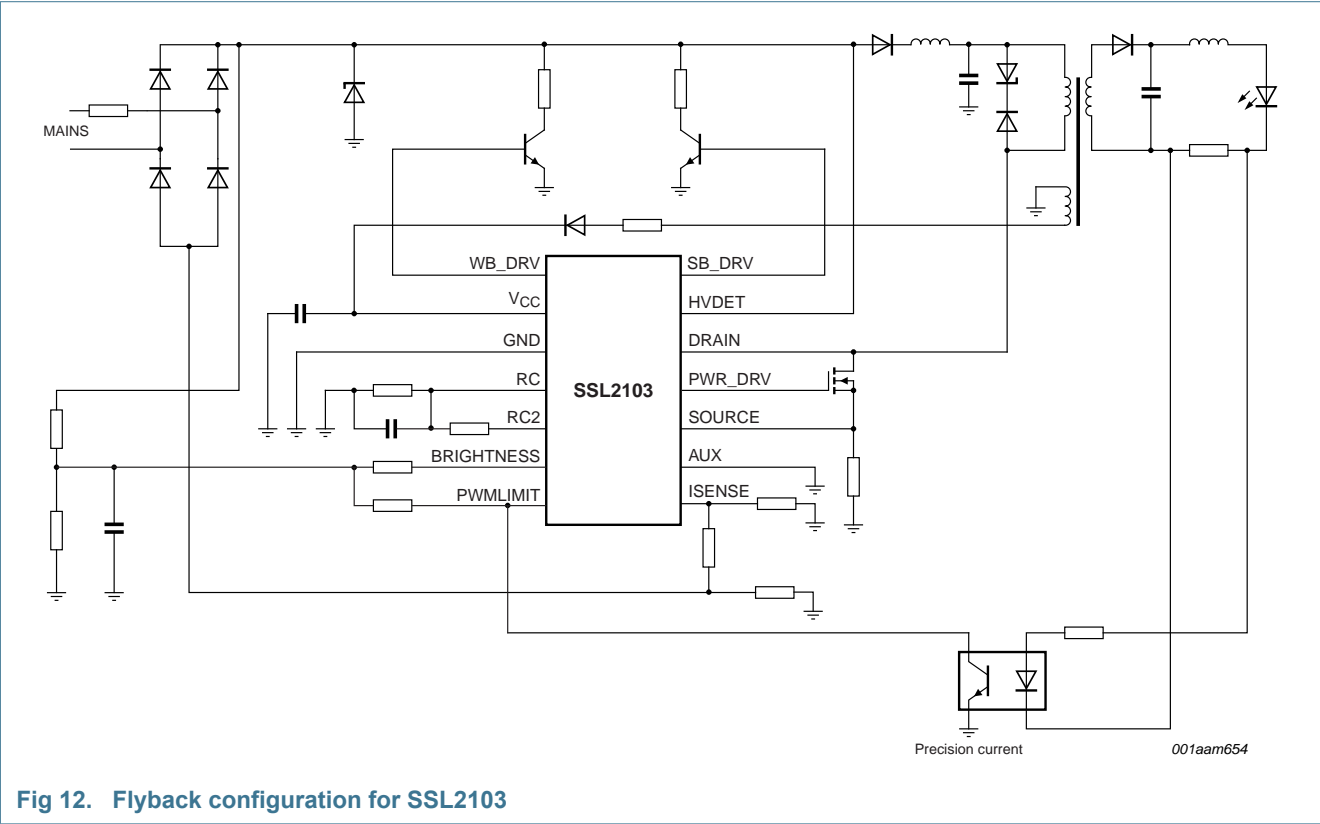 MAINS
WB_DRV
SB_DRV
VCC
HVDET
GND
DRAIN
RC
SSL2103
PWR_DRV
RC2
SOURCE
BRIGHTNESS
AUX
PWMLIMIT
ISENSE
Precision current
001aam654
Fig 12. Flyback configuration for SSL2103